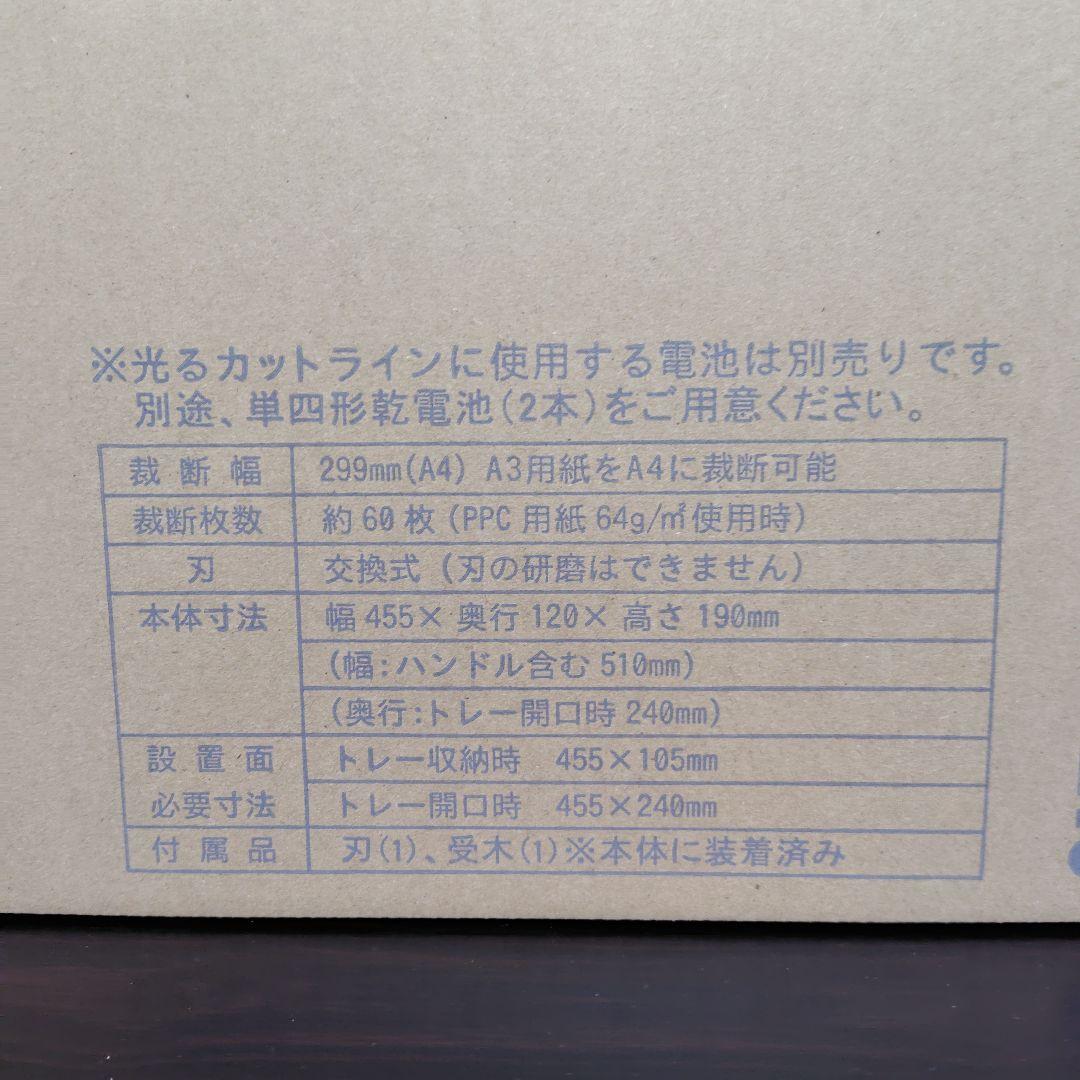 ※光るカットラインに使用する電池は別売りです。
別途、単四形乾電池(2本)をご用意ください。
裁断幅 299mm(A4) A3用紙をA4に裁断可能
裁断枚数 約60枚(PPC用紙64g/㎡使用時)
刃 交換式(刃の研磨はできません)
本体寸法 幅455×奥行120×高さ190mm
(幅:ハンドル含む510mm)
(奥行:トレー開口時240mm)
設置面 トレー収納時 455×105mm
必要寸法 トレー開口時 455×240mm
付属品 刃(1)、受木(1)※本体に装着済み